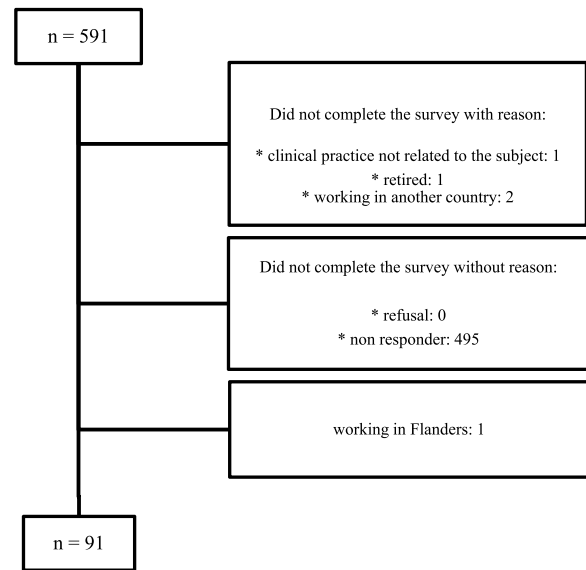 n = 591
Did not complete the survey with reason:
* clinical practice not related to the subject: 1
* retired: 1
* working in another country: 2
Did not complete the survey without reason:
* refusal: 0
* non responder: 495
working in Flanders: 1
n = 91